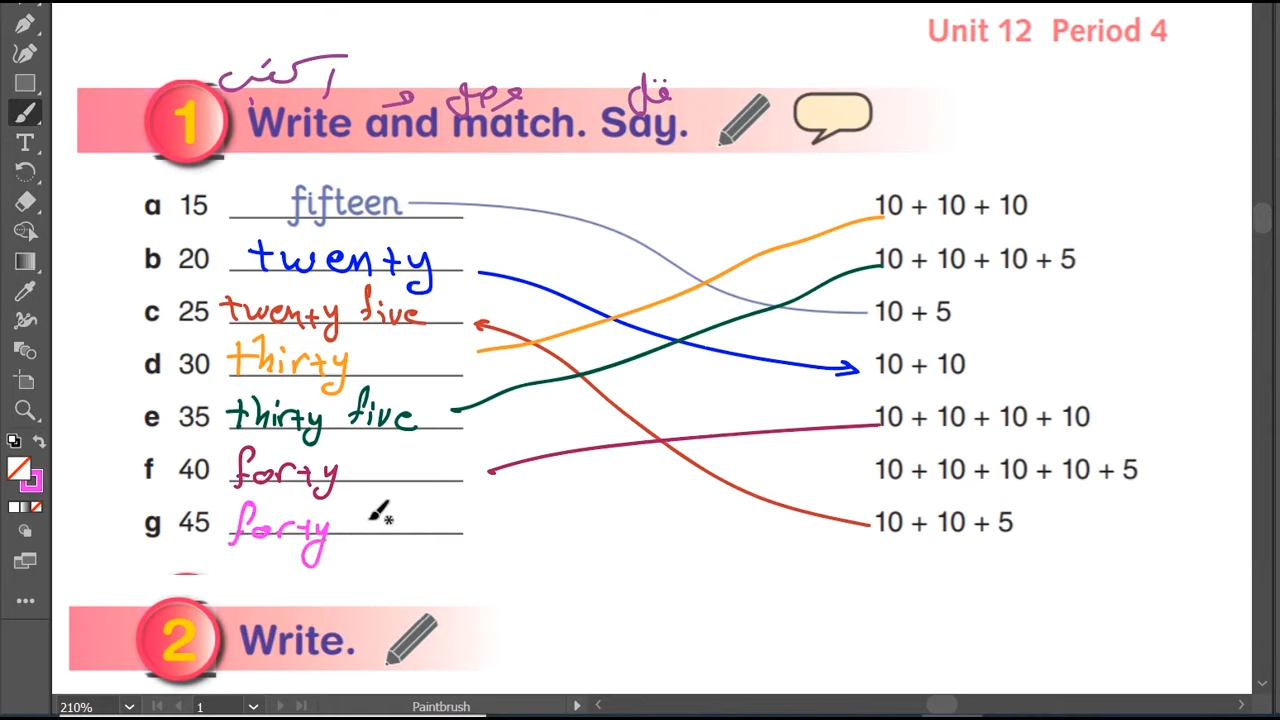 Unit 12 Period 4
اكتب و صل قل
1 Write and match. Say.
a 15 fifteen 10 + 10 + 10
b 20 twenty 10 + 10 + 10 + 5
c 25 twenty five 10 + 5
d 30 thirty 10 + 10
e 35 thirty five 10 + 10 + 10 + 10
f 40 forty 10 + 10 + 10 + 10 + 5
g 45 forty 10 + 10 + 5
2 Write.
210% 1 Paintbrush